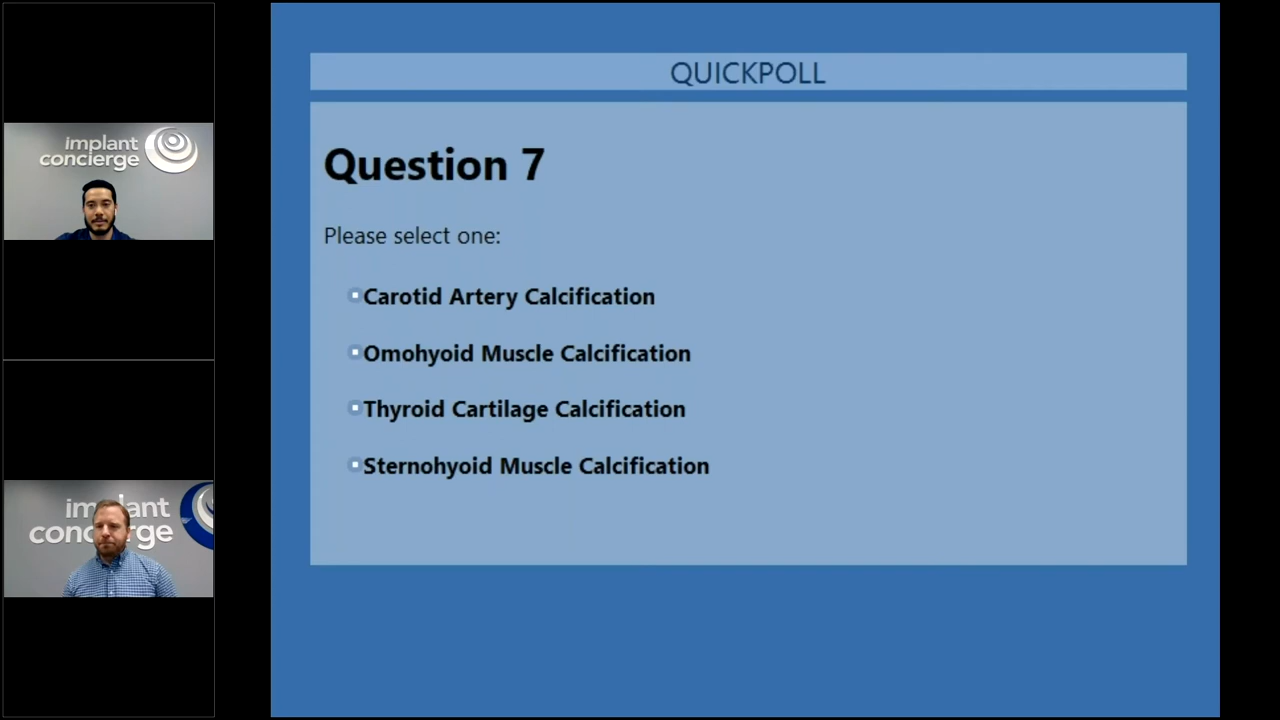 implant
concierge
implant
concierge
QUICKPOLL
Question 7
Please select one:
Carotid Artery Calcification
Omohyoid Muscle Calcification
Thyroid Cartilage Calcification
Sternohyoid Muscle Calcification